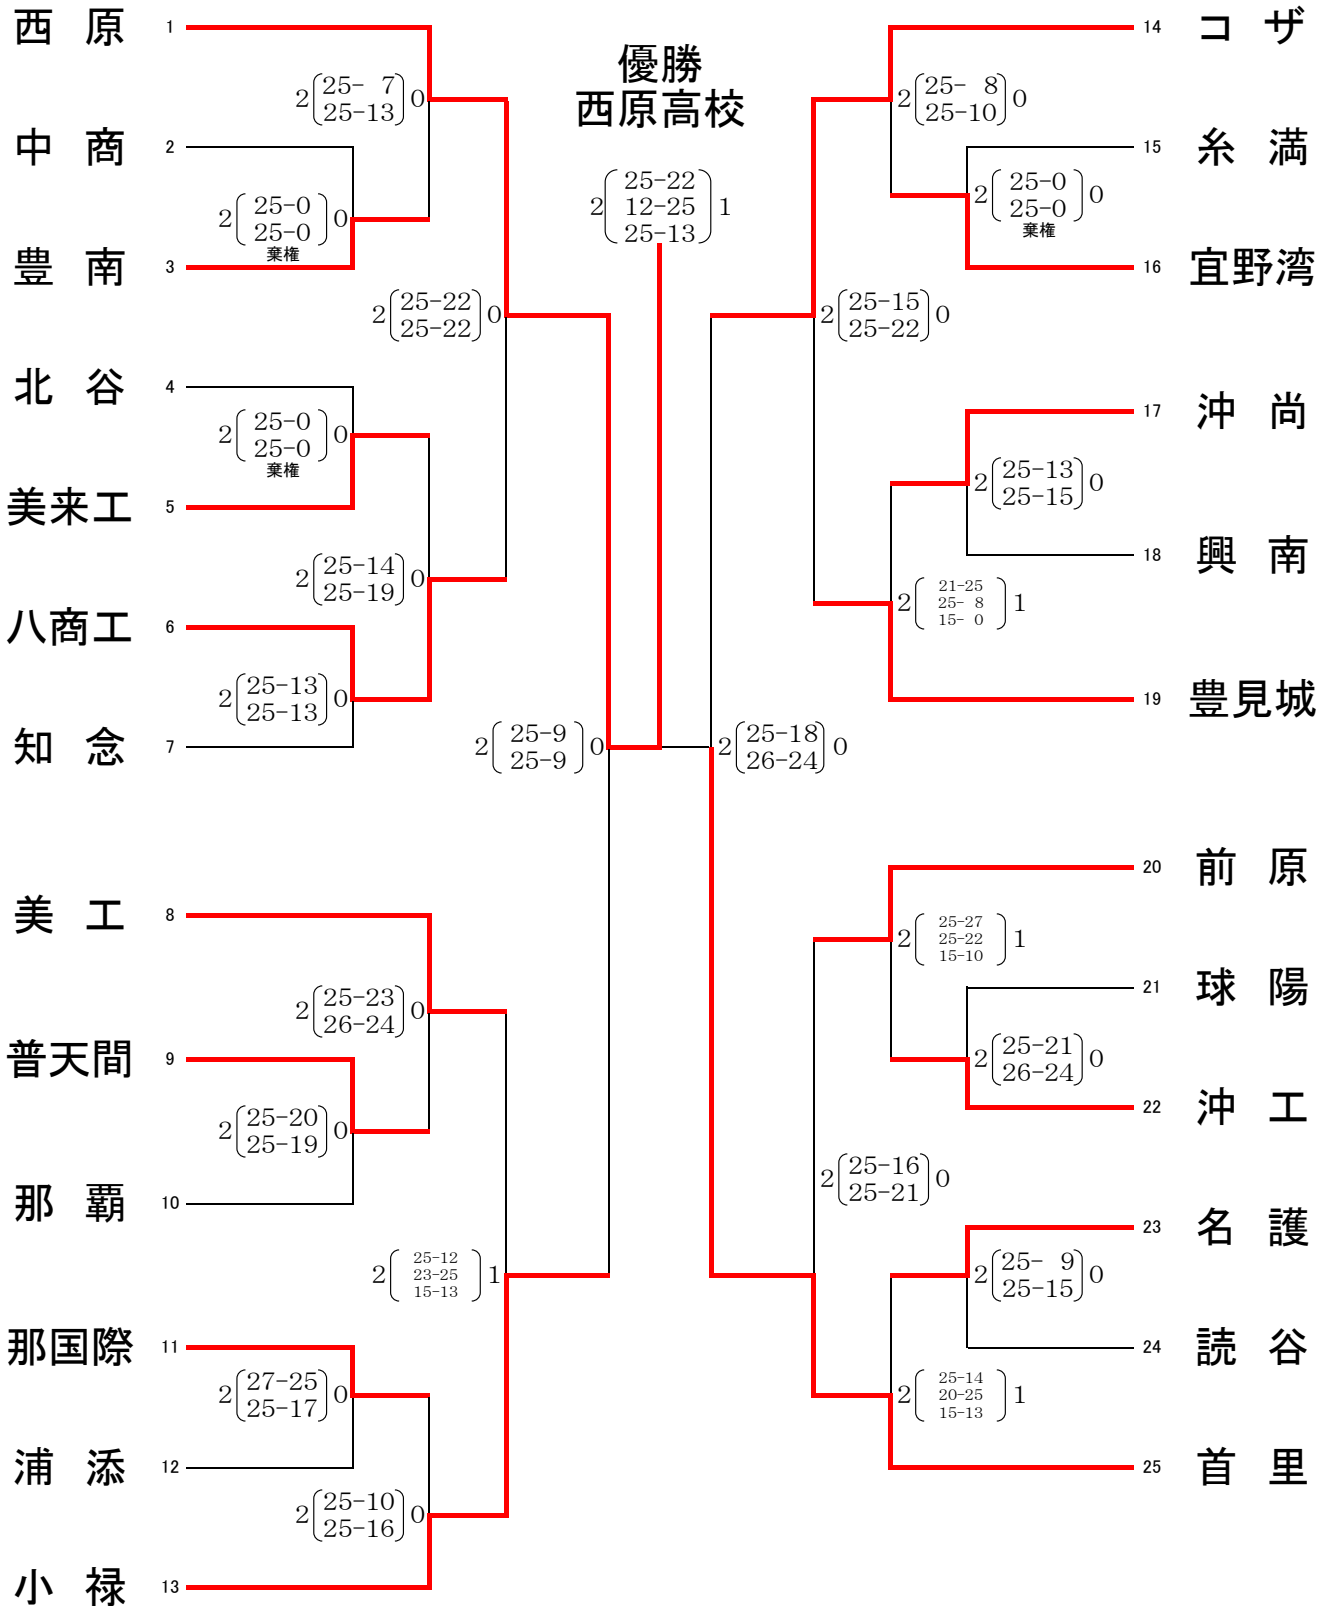 優勝
西原高校
2 25-22 12-25 25-13 1
西原 1
2 25- 7 25-13 0
中商 2
2 25-0 25-0 0
棄権
豊南 3
2 25-22 25-22 0
北谷 4
2 25-0 25-0 0
棄権
美来工 5
2 25-14 25-19 0
八商工 6
2 25-13 25-13 0
知念 7
2 25-9 25-9 0
美工 8
2 25-23 26-24 0
普天間 9
2 25-20 25-19 0
那覇 10
2 25-12 23-25 15-13 1
那国際 11
2 27-25 25-17 0
浦添 12
2 25-10 25-16 0
小禄 13
14 コザ
2 25- 8 25-10 0
15 糸満
2 25-0 25-0 0
棄権
16 宜野湾
2 25-15 25-22 0
17 沖尚
2 25-13 25-15 0
18 興南
2 21-25 25- 8 15- 0 1
19 豊見城
2 25-18 26-24 0
20 前原
2 25-27 25-22 15-10 1
21 球陽
2 25-21 26-24 0
22 沖工
2 25-16 25-21 0
23 名護
2 25- 9 25-15 0
24 読谷
2 25-14 20-25 15-13 1
25 首里